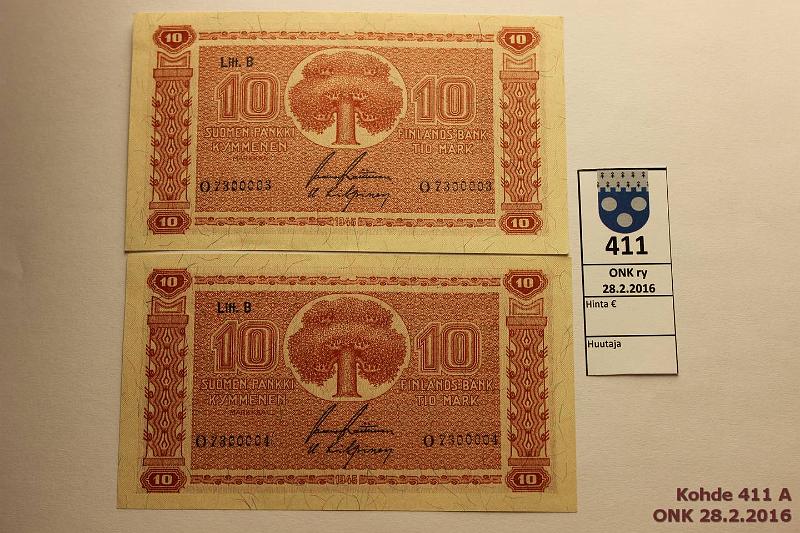 10 10
Litt. B
10 10
SUOMEN PANKKI FINLANDS BANK
KYMMENEN TIO MARK
MARKKAA
O7300003 O7300003
10 1945 10
10 10
Litt. B
10 10
SUOMEN PANKKI FINLANDS BANK
KYMMENEN TIO MARK
MARKKAA
O7300004 O7300004
10 1945 10
411
ONK ry
28.2.2016
Hinta €
Huutaja
Kohde 411 A
ONK 28.2.2016